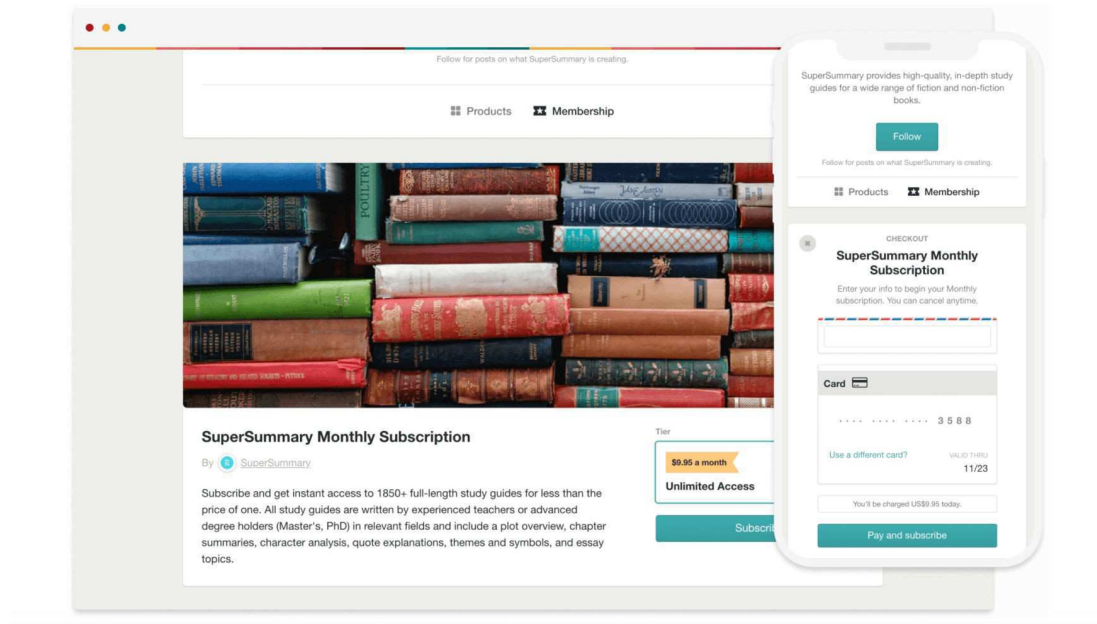 Follow for posts on what SuperSummary is creating.
Products
Membership
POULTRY
JANE AUSTEN
SuperSummary Monthly Subscription
By SuperSummary
Subscribe and get instant access to 1850+ full-length study guides for less than the
price of one. All study guides are written by experienced teachers or advanced
degree holders (Master's, PhD) in relevant fields and include a plot overview, chapter
summaries, character analysis, quote explanations, themes and symbols, and essay
topics.
Tier
$9.95 a month
Unlimited Access
SuperSummary provides high-quality, in-depth study
guides for a wide range of fiction and non-fiction
books.
Follow
Follow for posts on what SuperSummary is creating.
Products
Membership
CHECKOUT
SuperSummary Monthly
Subscription
Enter your info to begin your Monthly
subscription. You can cancel anytime.
Card
···· ···· ···· 3588
Use a different card?
VALID THRU
11/23
You'll be charged US$9.95 today.
Pay and subscribe